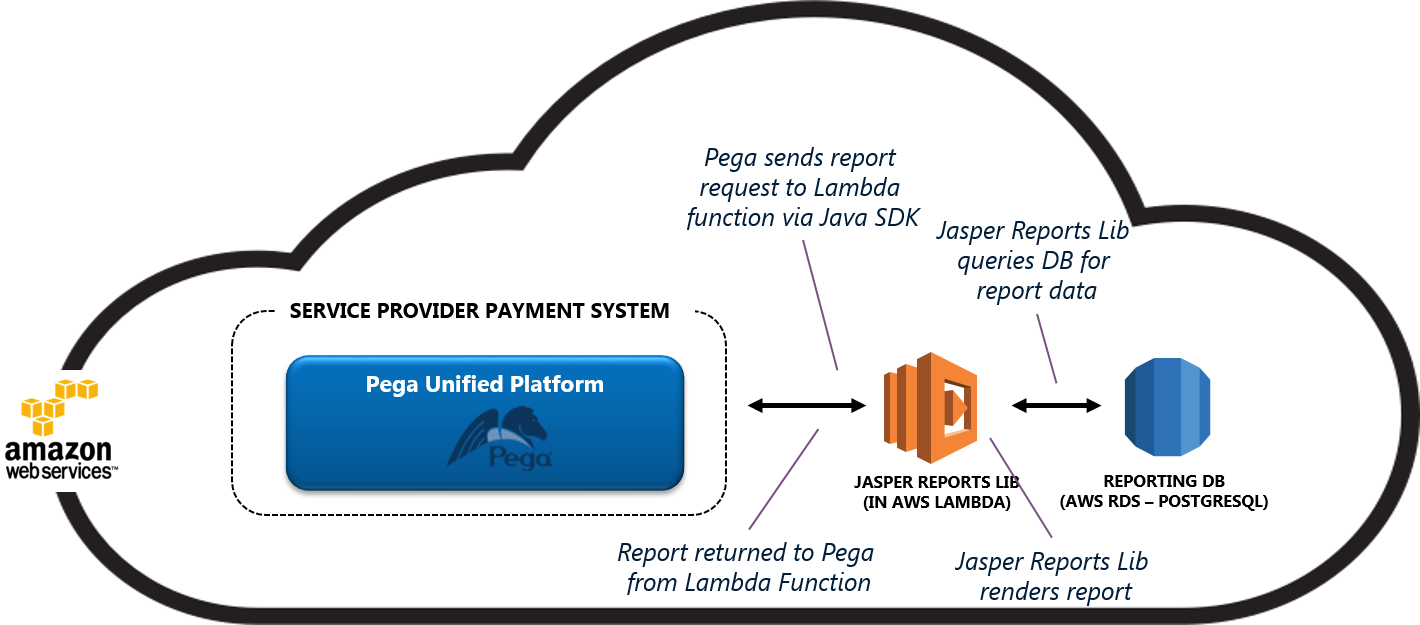 Pega sends report
request to Lambda
function via Java SDK
Jasper Reports Lib
queries DB for
report data
SERVICE PROVIDER PAYMENT SYSTEM
Pega Unified Platform
Pega
amazon
web services™
JASPER REPORTS LIB
(IN AWS LAMBDA)
REPORTING DB
(AWS RDS – POSTGRESQL)
Report returned to Pega
from Lambda Function
Jasper Reports Lib
renders report